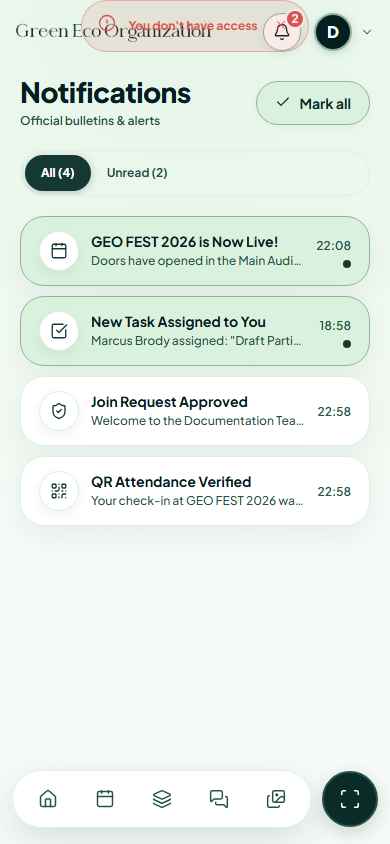 Green Eco Organization
You don't have access
2
D
Notifications
Official bulletins & alerts
Mark all
All (4)
Unread (2)
GEO FEST 2026 is Now Live!
22:08
Doors have opened in the Main Audi...
New Task Assigned to You
18:58
Marcus Brody assigned: "Draft Parti...
Join Request Approved
Welcome to the Documentation Tea...
22:58
QR Attendance Verified
Your check-in at GEO FEST 2026 wa...
22:58